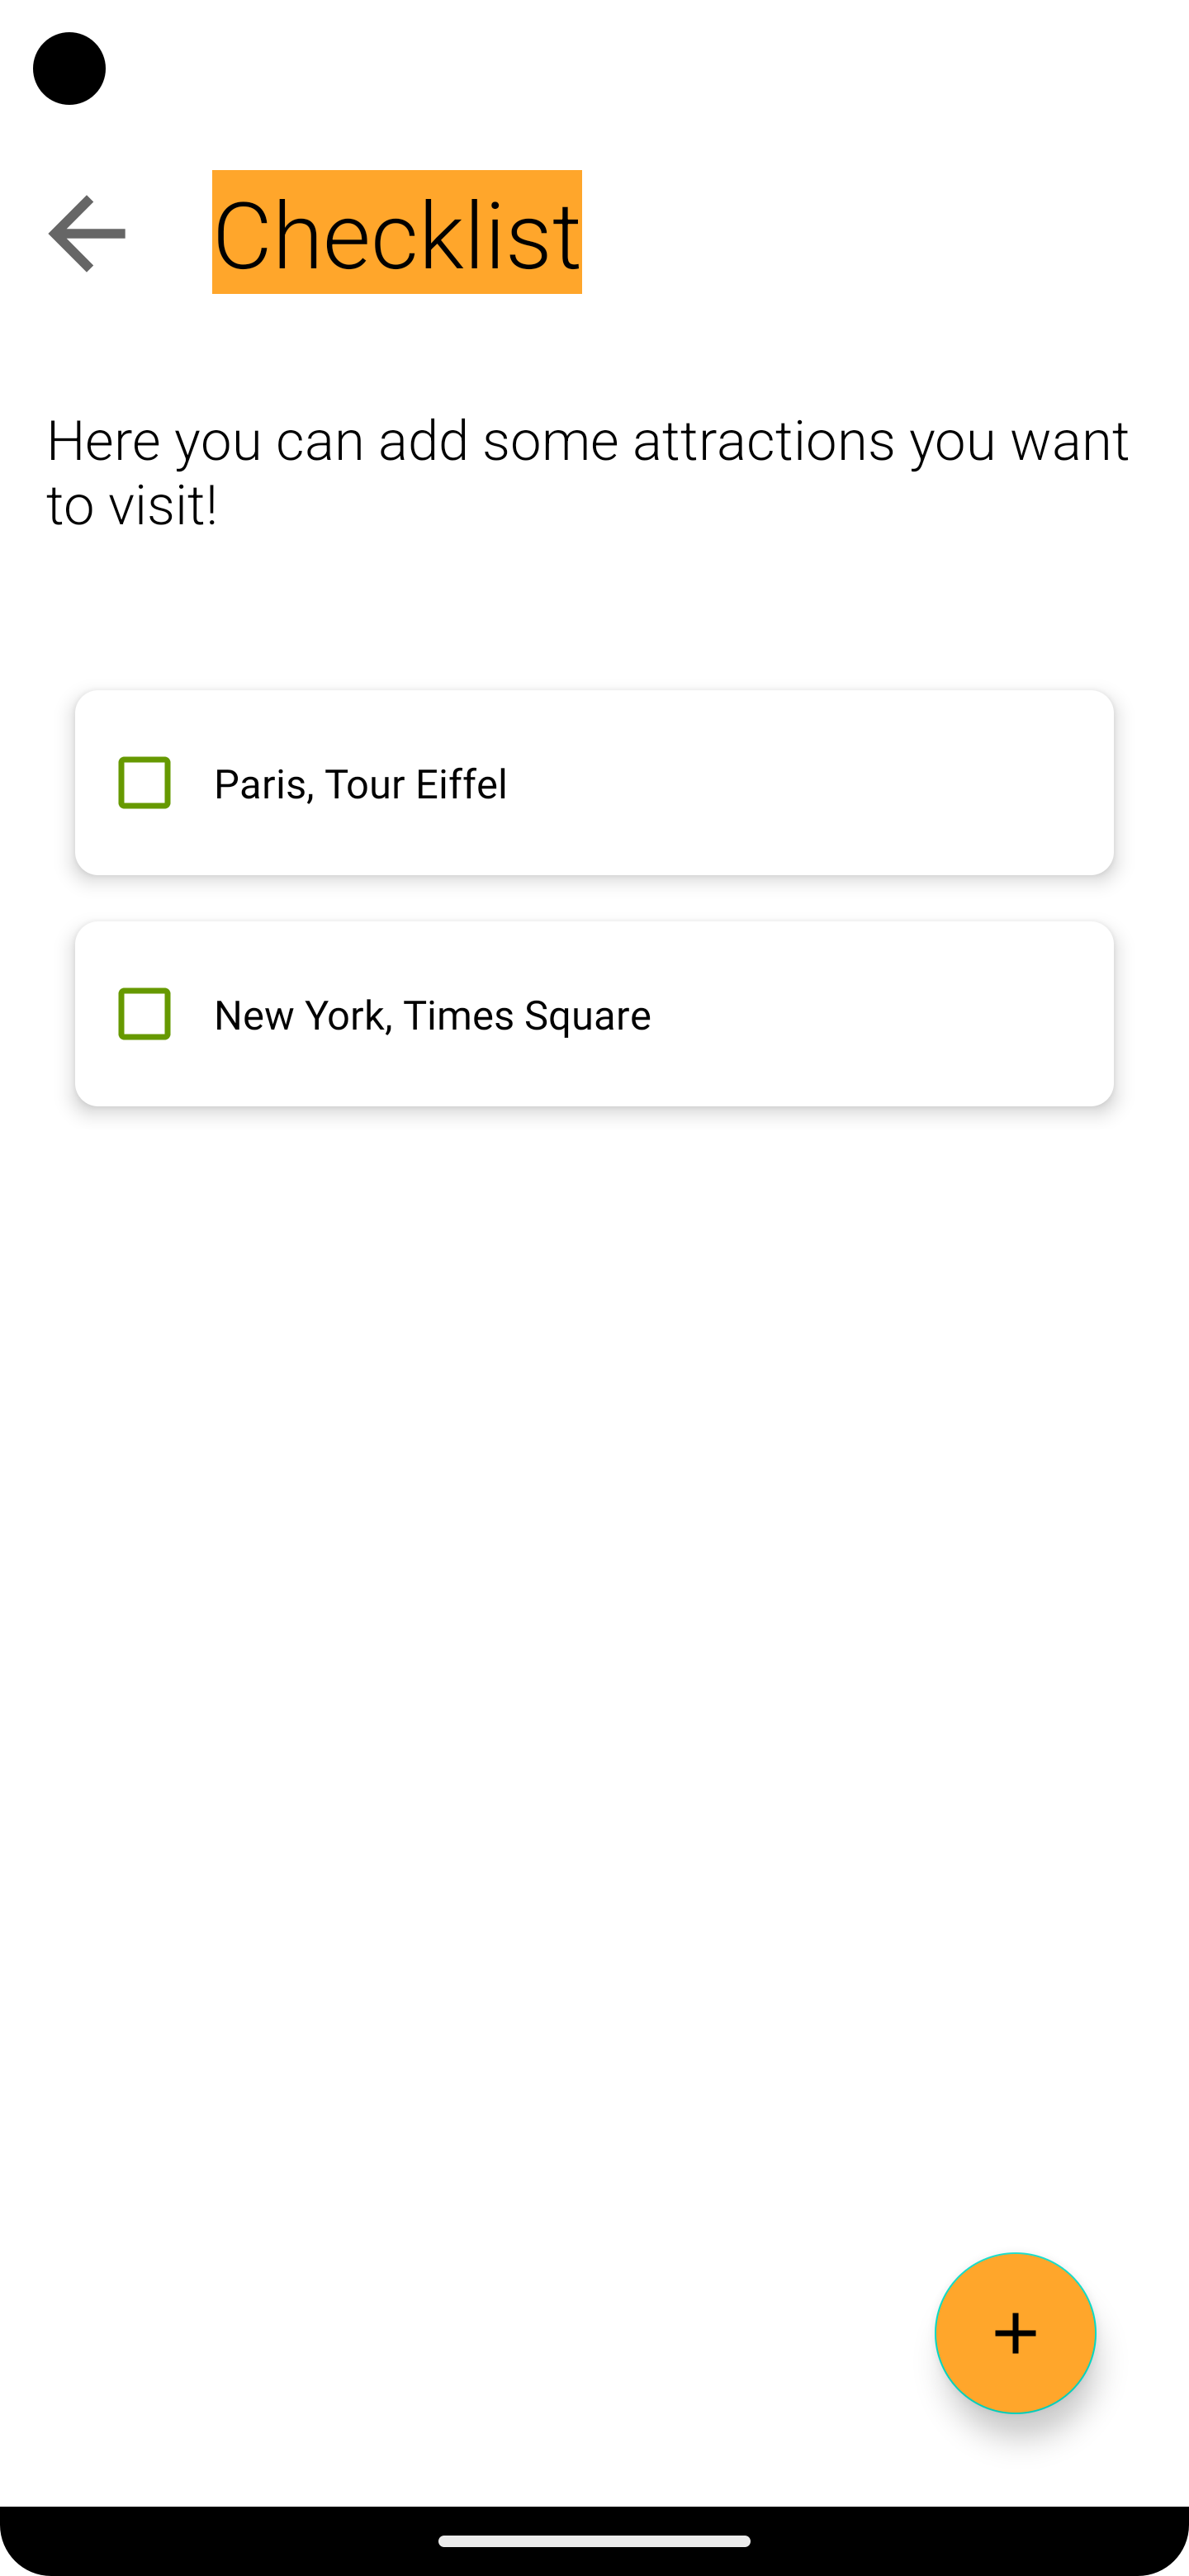 Checklist
Here you can add some attractions you want
to visit!
Paris, Tour Eiffel
New York, Times Square